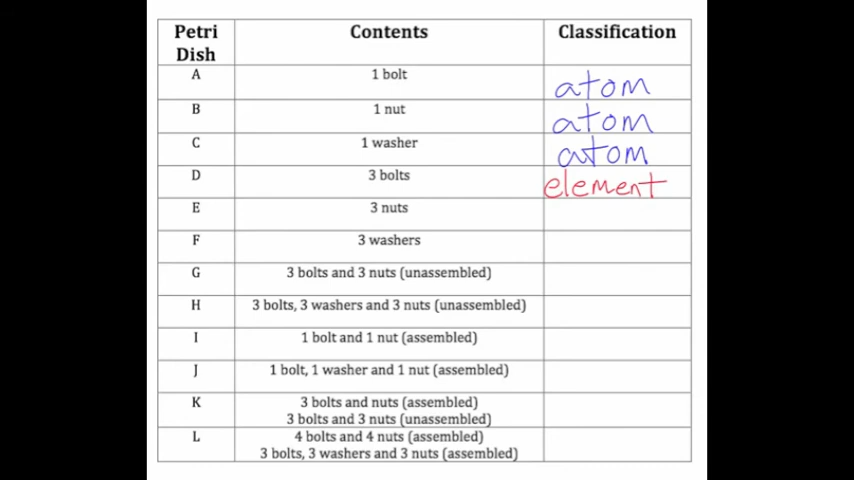 Petri Dish Contents Classification
A 1 bolt atom
B 1 nut atom
C 1 washer atom
D 3 bolts element
E 3 nuts
F 3 washers
G 3 bolts and 3 nuts (unassembled)
H 3 bolts, 3 washers and 3 nuts (unassembled)
I 1 bolt and 1 nut (assembled)
J 1 bolt, 1 washer and 1 nut (assembled)
K 3 bolts and nuts (assembled)
3 bolts and 3 nuts (unassembled)
L 4 bolts and 4 nuts (assembled)
3 bolts, 3 washers and 3 nuts (assembled)